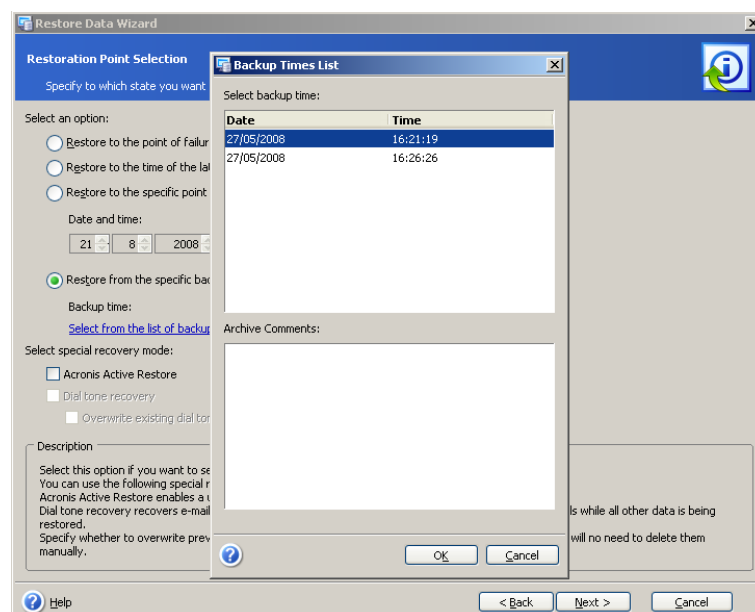 Restore Data Wizard
Restoration Point Selection
Specify to which state you want
Select an option:
Restore to the point of failur
Restore to the time of the la
Restore to the specific point
Date and time:
21 8 2008
Restore from the specific bac
Backup time:
Select from the list of backup
Select special recovery mode:
Acronis Active Restore
Dial tone recovery
Overwrite existing dial ton
Description
Select this option if you want to se
You can use the following special r
Acronis Active Restore enables a u
Dial tone recovery recovers e-mail ls while all other data is being
restored.
Specify whether to overwrite prev will no need to delete them
manually.
Help
< Back
Next >
Cancel
Backup Times List
Select backup time:
Date Time
27/05/2008 16:21:19
27/05/2008 16:26:26
Archive Comments:
OK
Cancel